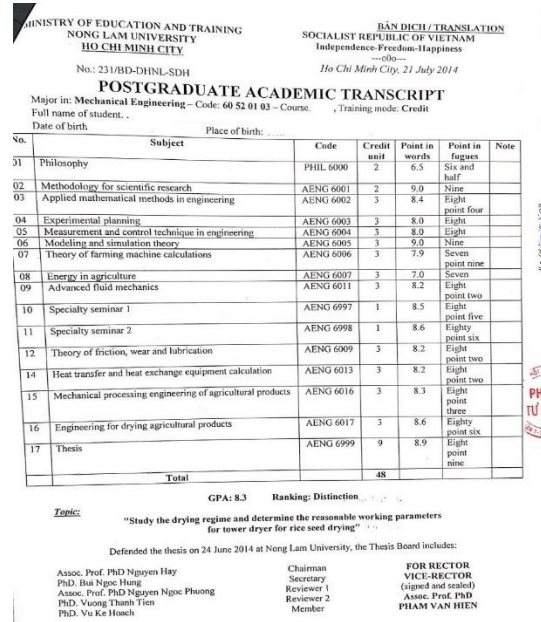 MINISTRY OF EDUCATION AND TRAINING
NONG LAM UNIVERSITY
HO CHI MINH CITY
No.: 231/BD-DHNL-SDH
BẢN DỊCH / TRANSLATION
SOCIALIST REPUBLIC OF VIETNAM
Independence-Freedom-Happiness
---o0o---
Ho Chi Minh City, 21 July 2014
POSTGRADUATE ACADEMIC TRANSCRIPT
Major in: Mechanical Engineering – Code: 60 52 01 03 – Course. , Training mode: Credit
Full name of student. .
Date of birth Place of birth:
No. Subject Code Credit unit Point in words Point in fugues Note
01 Philosophy PHIL 6000 2 6.5 Six and half
02 Methodology for scientific research AENG 6001 2 9.0 Nine
03 Applied mathematical methods in engineering AENG 6002 3 8.4 Eight point four
04 Experimental planning AENG 6003 3 8.0 Eight
05 Measurement and control technique in engineering AENG 6004 3 8.0 Eight
06 Modeling and simulation theory AENG 6005 3 9.0 Nine
07 Theory of farming machine calculations AENG 6006 3 7.9 Seven point nine
08 Energy in agriculture AENG 6007 3 7.0 Seven
09 Advanced fluid mechanics AENG 6011 3 8.2 Eight point two
10 Specialty seminar 1 AENG 6997 1 8.5 Eight point five
11 Specialty seminar 2 AENG 6998 1 8.6 Eighty point six
12 Theory of friction, wear and lubrication AENG 6009 3 8.2 Eight point two
14 Heat transfer and heat exchange equipment calculation AENG 6013 3 8.2 Eight point two
15 Mechanical processing engineering of agricultural products AENG 6016 3 8.3 Eight point three
16 Engineering for drying agricultural products AENG 6017 3 8.6 Eighty point six
17 Thesis AENG 6999 9 8.9 Eight point nine
Total 48
GPA: 8.3 Ranking: Distinction
Topic:
"Study the drying regime and determine the reasonable working parameters
for tower dryer for rice seed drying"
Defended the thesis on 24 June 2014 at Nong Lam University, the Thesis Board includes:
Assoc. Prof. PhD Nguyen Hay Chairman
PhD. Bui Ngoc Hung Secretary
Assoc. Prof. PhD Nguyen Ngoc Phuong Reviewer 1
PhD. Vuong Thanh Tien Reviewer 2
PhD. Vu Ke Hoach Member
FOR RECTOR
VICE-RECTOR
(signed and sealed)
Assoc. Prof. PhD
PHAM VAN HIEN
PH
TƯ